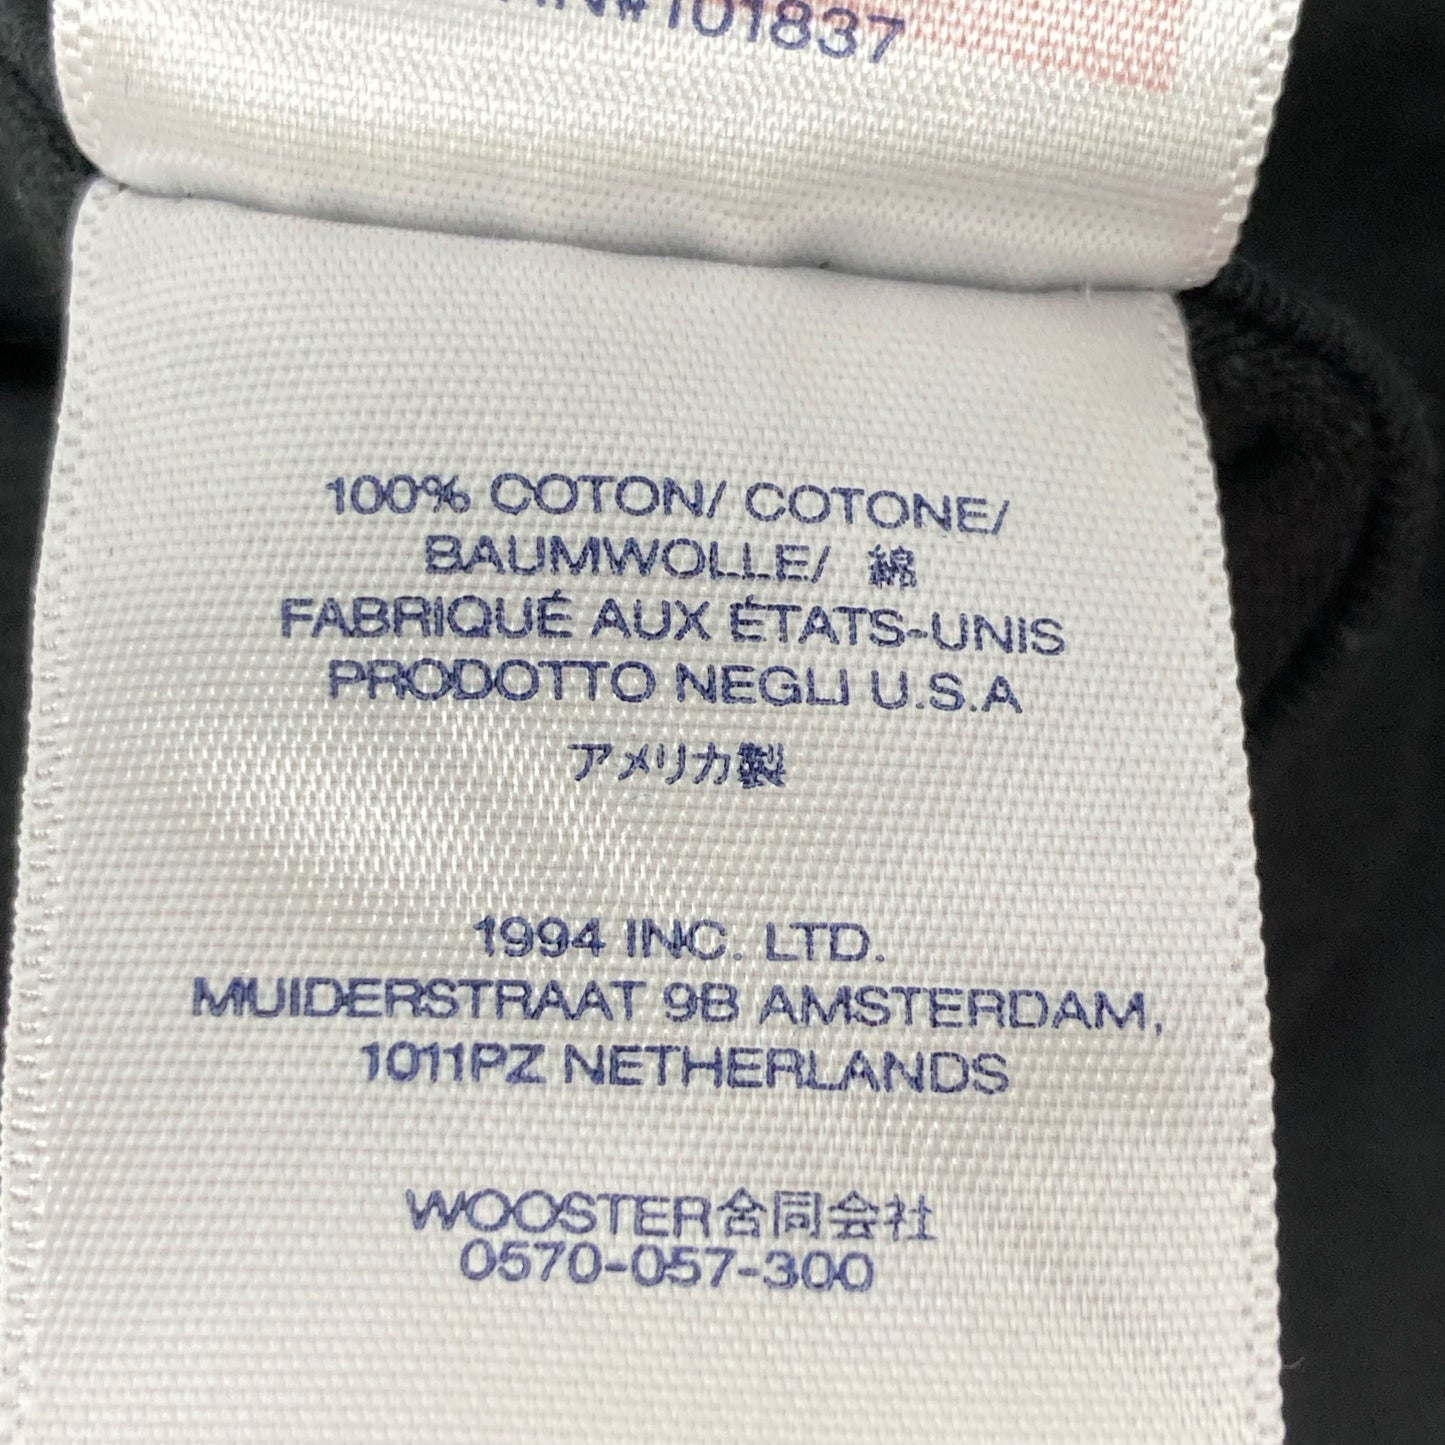 #101837
100% COTON/ COTONE/
BAUMWOLLE/ 綿
FABRIQUÉ AUX ÉTATS-UNIS
PRODOTTO NEGLI U.S.A
アメリカ製
1994 INC. LTD.
MUIDERSTRAAT 9B AMSTERDAM,
1011PZ NETHERLANDS
WOOSTER合同会社
0570-057-300